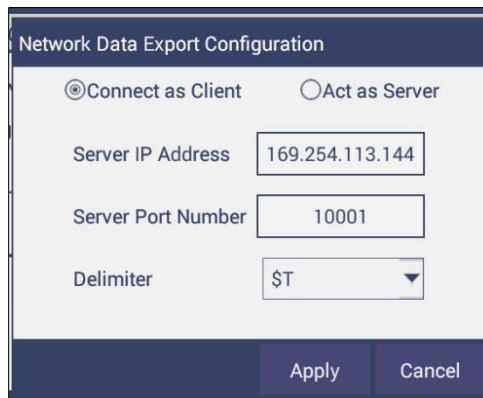 Network Data Export Configuration
Connect as Client Act as Server
Server IP Address 169.254.113.144
Server Port Number 10001
Delimiter $T
Apply Cancel